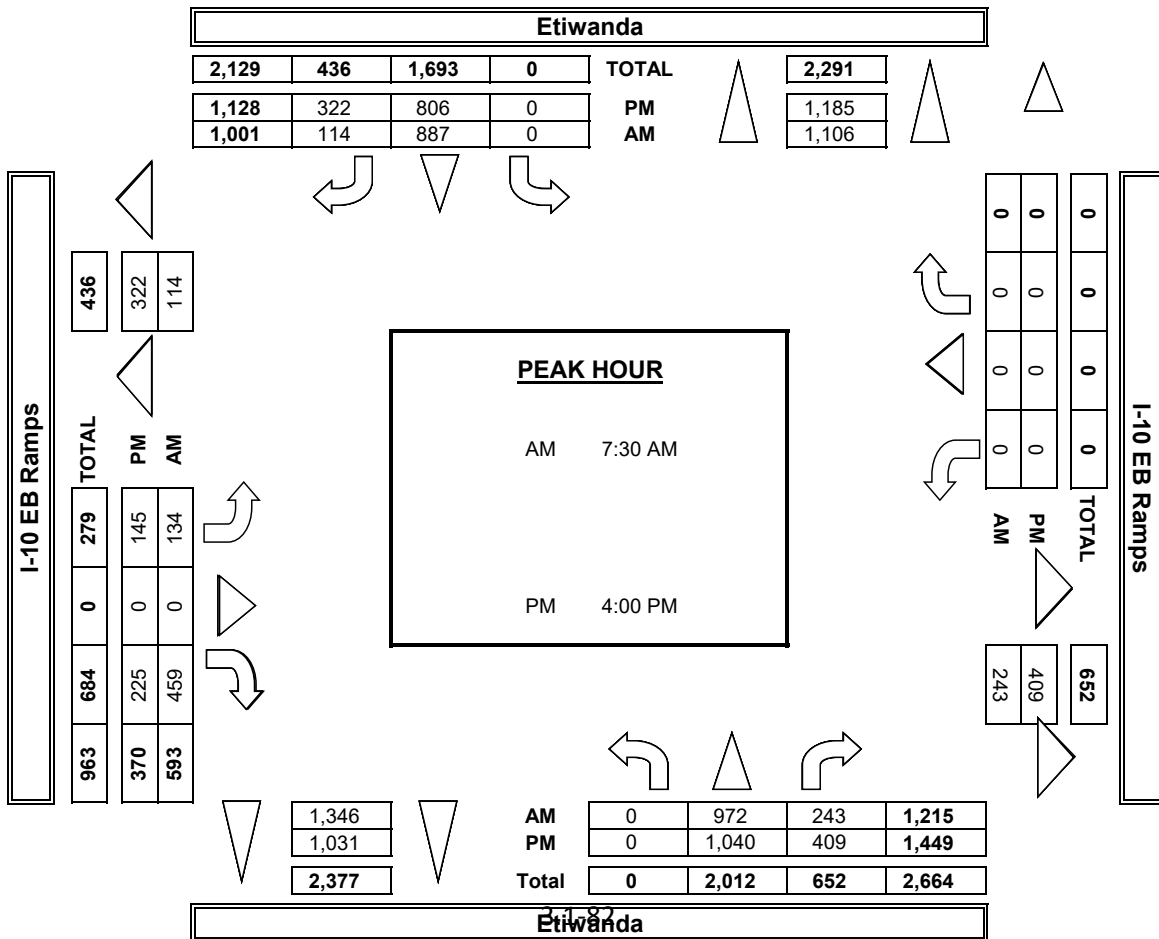 Etiwanda
2,129 436 1,693 0 TOTAL 2,291
1,128 322 806 0 PM 1,185
1,001 114 887 0 AM 1,106
I-10 EB Ramps
436 322 114
TOTAL PM AM
279 145 134
0 0 0
684 225 459
963 370 593
PEAK HOUR
AM 7:30 AM
PM 4:00 PM
0 0 0
0 0 0
0 0 0
0 0 0
AM PM TOTAL
243 409 652
I-10 EB Ramps
1,346 AM 0 972 243 1,215
1,031 PM 0 1,040 409 1,449
2,377 Total 0 2,012 652 2,664
Etiwanda
3.1-82